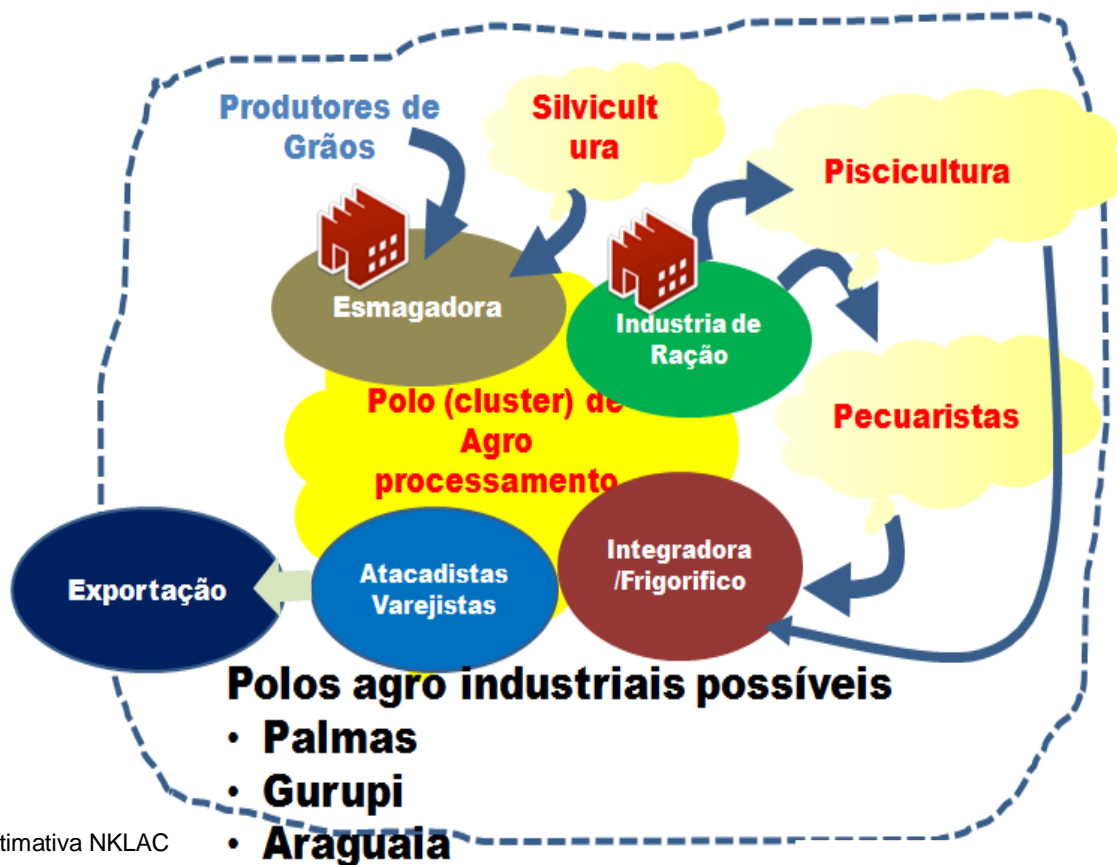 Produtores de
Grãos
Silvicult
ura
Piscicultura
Esmagadora
Industria de
Ração
Polo (cluster) de
Agro
processamento
Pecuaristas
Integradora
/Frigorifico
Atacadistas
Varejistas
Exportação
Polos agro industriais possíveis
• Palmas
• Gurupi
• Araguaia
timativa NKLAC